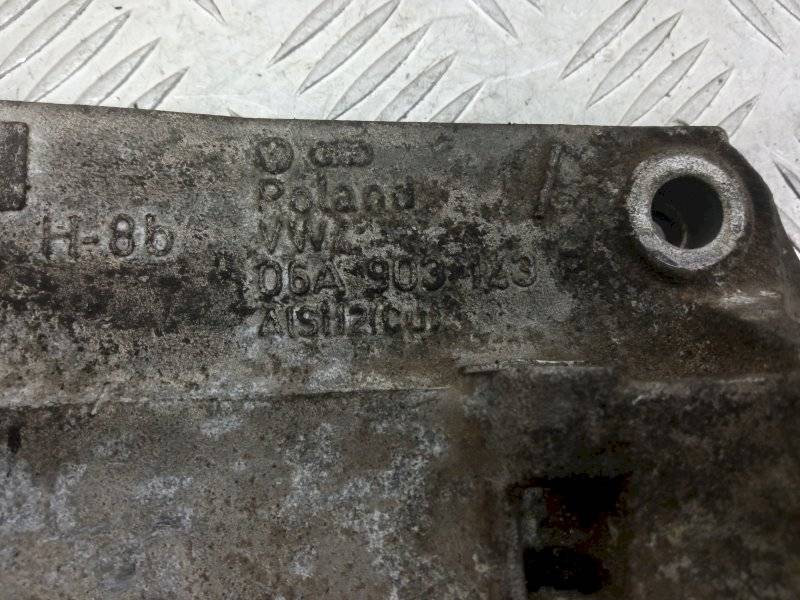 Poland
VWZ
H-8b
06A 903 143 F
AlSi12(Cu)